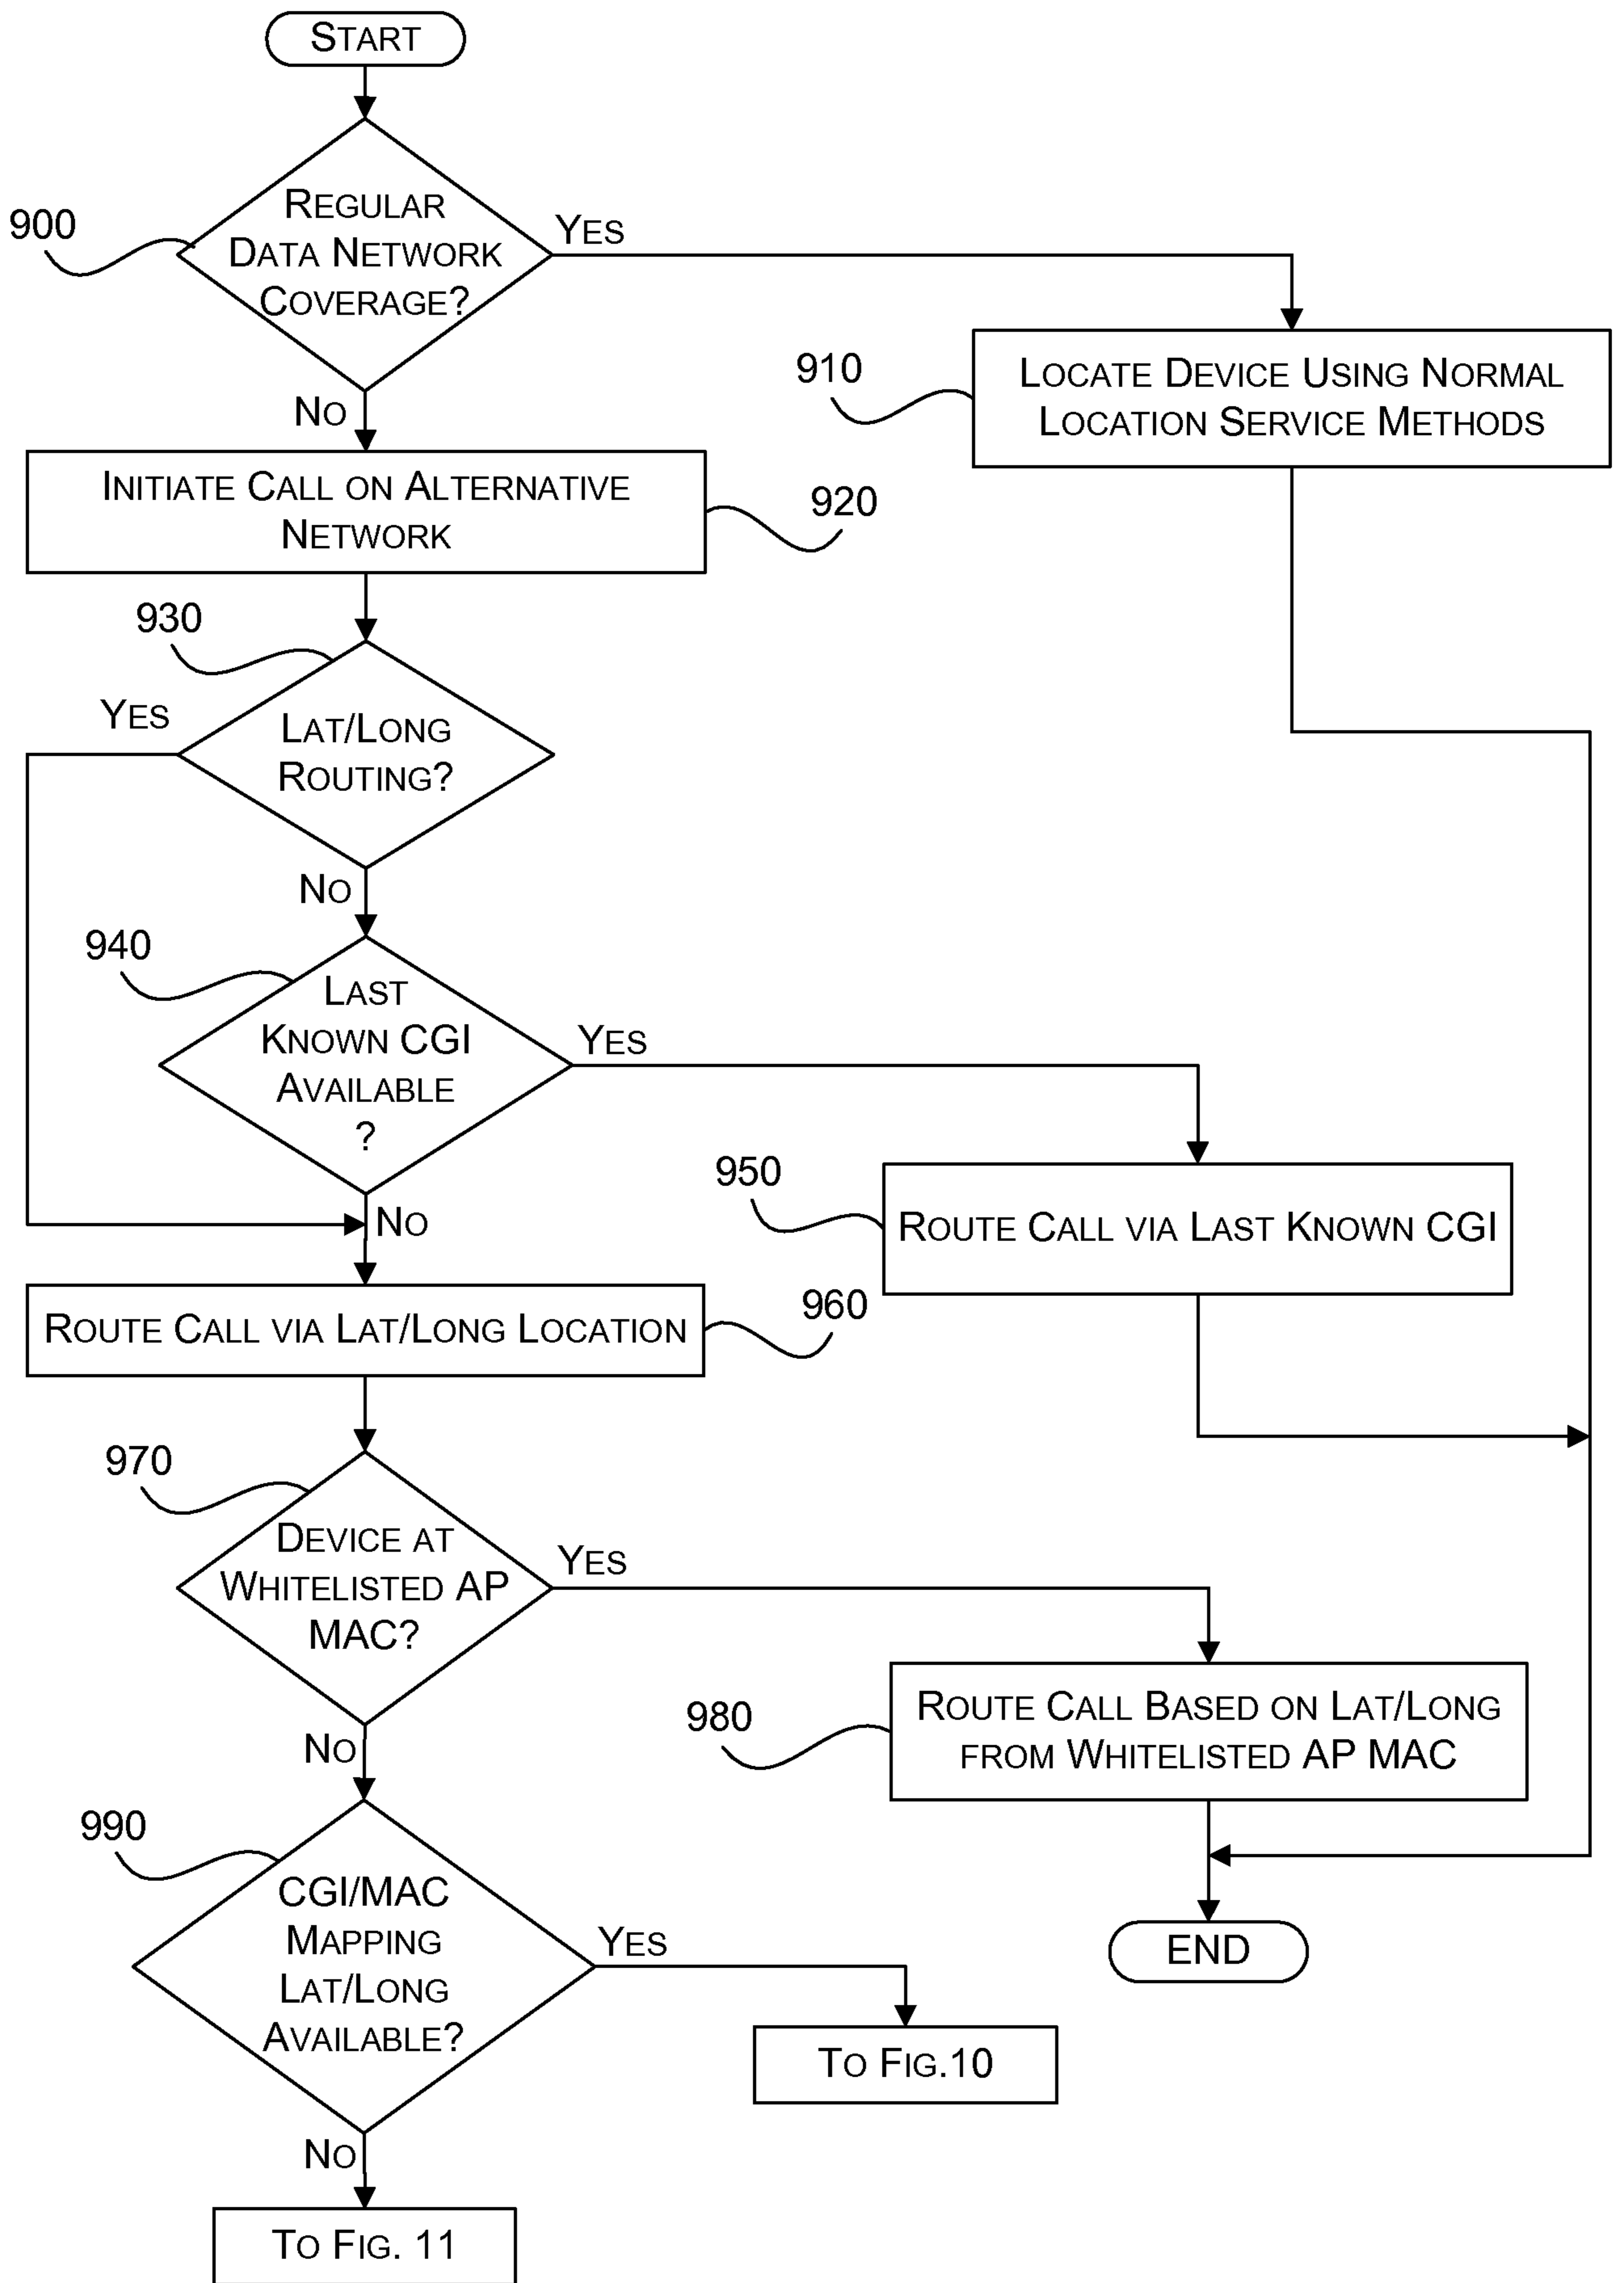 START
900
REGULAR
DATA NETWORK
COVERAGE?
YES
NO
910
LOCATE DEVICE USING NORMAL
LOCATION SERVICE METHODS
INITIATE CALL ON ALTERNATIVE
NETWORK
920
930
YES
LAT/LONG
ROUTING?
NO
940
LAST
KNOWN CGI
AVAILABLE
?
YES
NO
950
ROUTE CALL VIA LAST KNOWN CGI
ROUTE CALL VIA LAT/LONG LOCATION
960
970
DEVICE AT
WHITELISTED AP
MAC?
YES
NO
980
ROUTE CALL BASED ON LAT/LONG
FROM WHITELISTED AP MAC
990
CGI/MAC
MAPPING
LAT/LONG
AVAILABLE?
YES
NO
END
TO FIG.10
TO FIG. 11